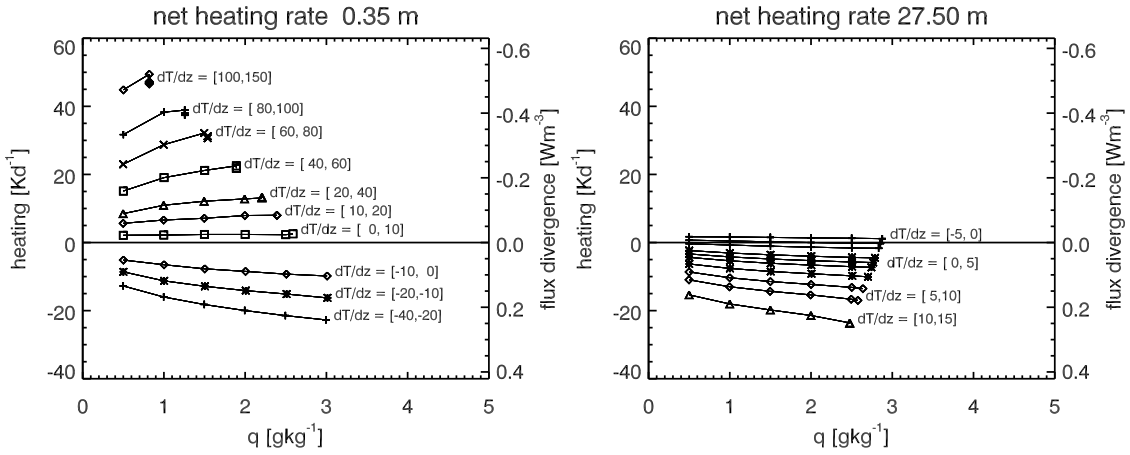 net heating rate 0.35 m
60
40
20
0
-20
-40
heating [Kd⁻¹]
0 1 2 3 4 5
q [gkg⁻¹]
-0.6
-0.4
-0.2
0.0
0.2
0.4
flux divergence [Wm⁻³]
dT/dz = [100,150]
dT/dz = [ 80,100]
dT/dz = [ 60, 80]
dT/dz = [ 40, 60]
dT/dz = [ 20, 40]
dT/dz = [ 10, 20]
dT/dz = [ 0, 10]
dT/dz = [-10, 0]
dT/dz = [-20,-10]
dT/dz = [-40,-20]
net heating rate 27.50 m
60
40
20
0
-20
-40
heating [Kd⁻¹]
0 1 2 3 4 5
q [gkg⁻¹]
-0.6
-0.4
-0.2
0.0
0.2
0.4
flux divergence [Wm⁻³]
dT/dz = [-5, 0]
dT/dz = [ 0, 5]
dT/dz = [ 5,10]
dT/dz = [10,15]